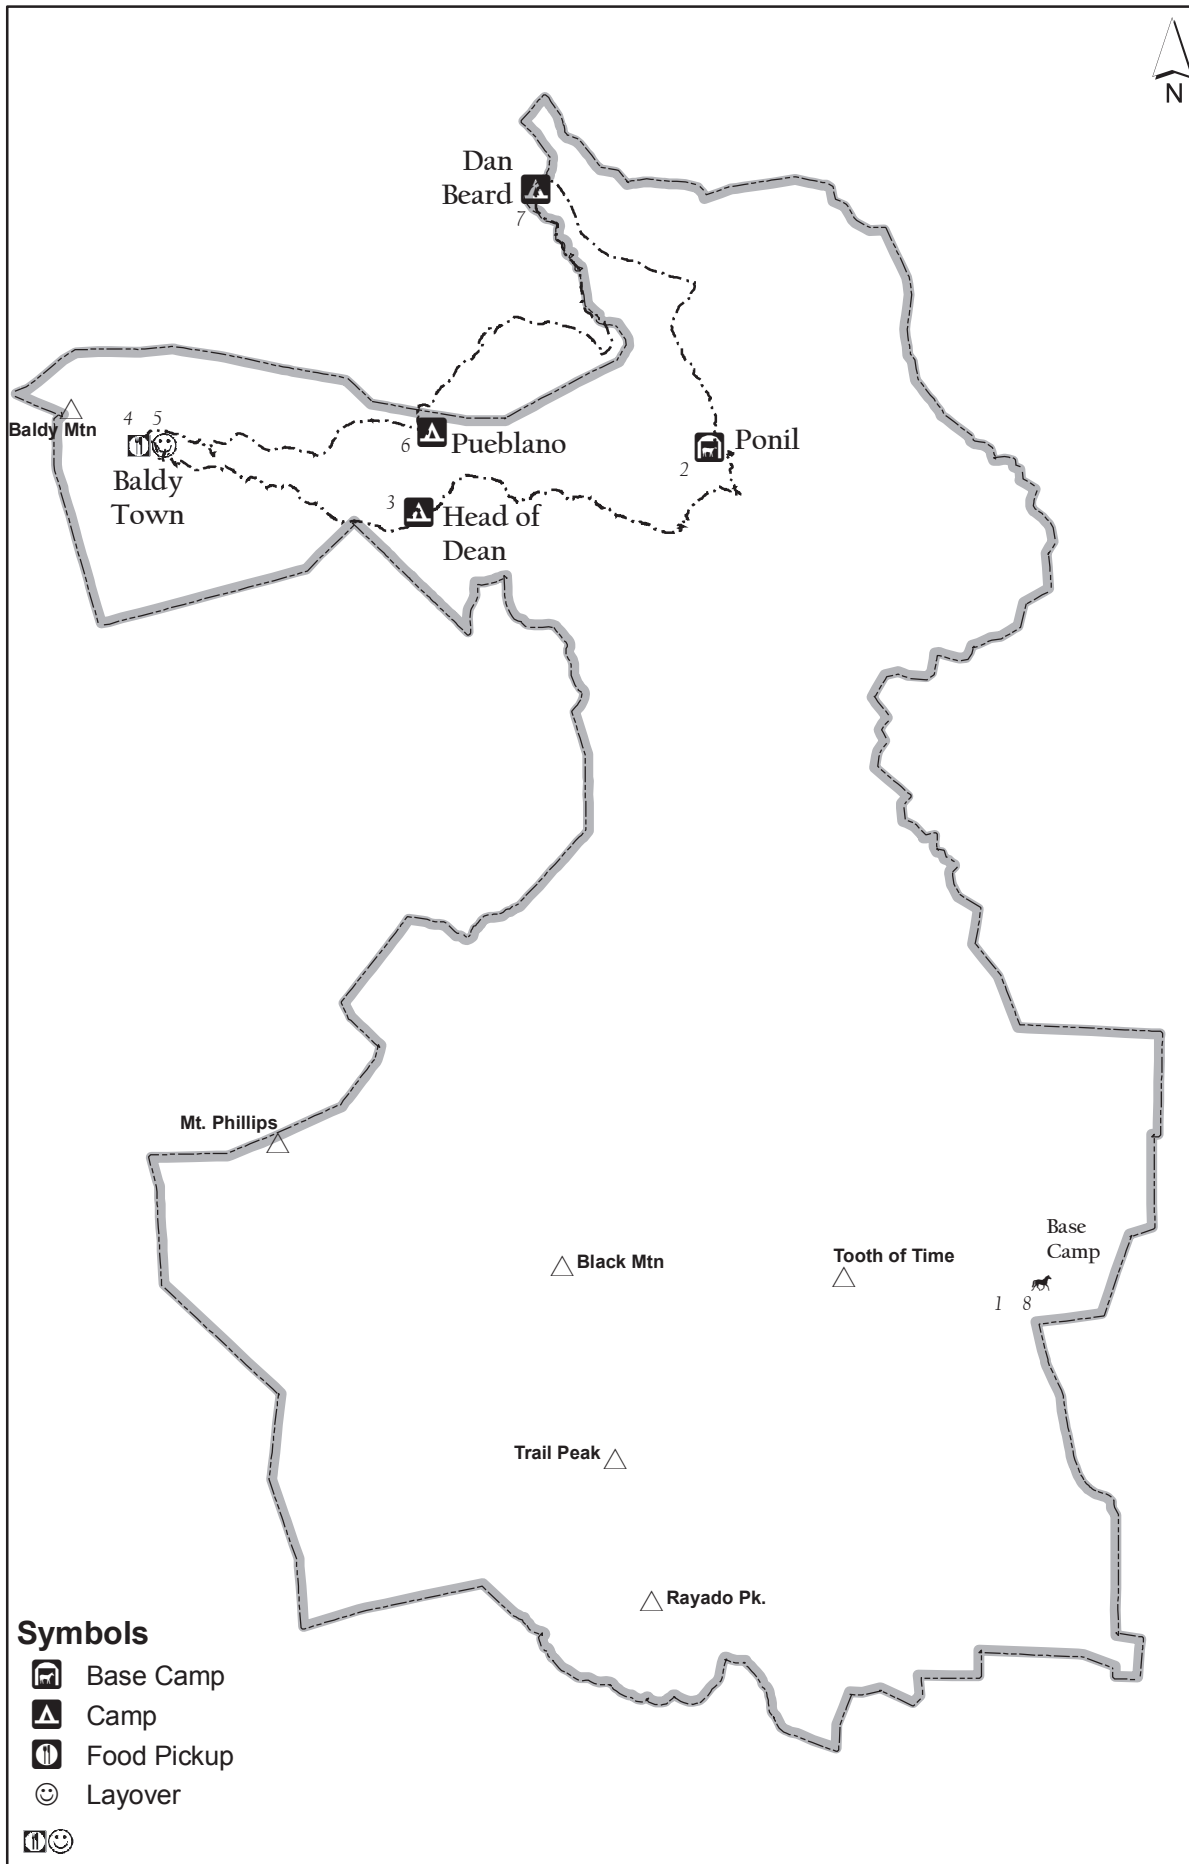 N
Dan
Beard
7
Baldy Mtn
4 5
Baldy
Town
6
Pueblano
2
Ponil
3
Head of
Dean
Mt. Phillips
Black Mtn
Tooth of Time
Base
Camp
1 8
Trail Peak
Rayado Pk.
Symbols
Base Camp
Camp
Food Pickup
Layover